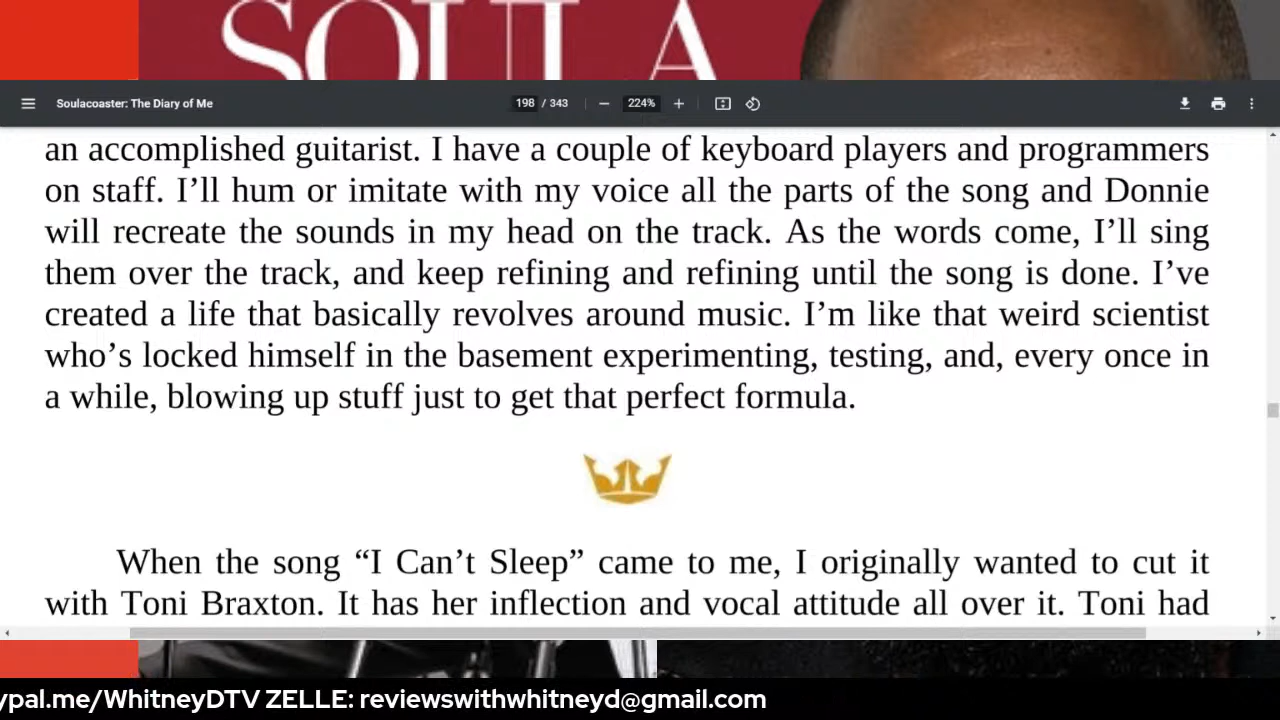 SOULA
Soulacoaster: The Diary of Me
198 / 343
224%
an accomplished guitarist. I have a couple of keyboard players and programmers
on staff. I’ll hum or imitate with my voice all the parts of the song and Donnie
will recreate the sounds in my head on the track. As the words come, I’ll sing
them over the track, and keep refining and refining until the song is done. I’ve
created a life that basically revolves around music. I’m like that weird scientist
who’s locked himself in the basement experimenting, testing, and, every once in
a while, blowing up stuff just to get that perfect formula.
When the song “I Can’t Sleep” came to me, I originally wanted to cut it
with Toni Braxton. It has her inflection and vocal attitude all over it. Toni had
ypal.me/WhitneyDTV ZELLE: reviewswithwhitneyd@gmail.com